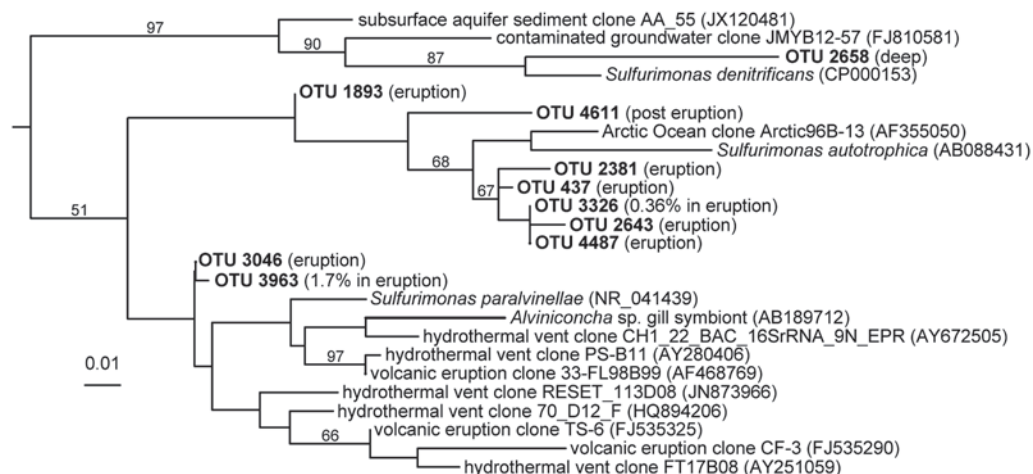 subsurface aquifer sediment clone AA_55 (JX120481)
97
contaminated groundwater clone JMYB12-57 (FJ810581)
90
OTU 2658 (deep)
87
Sulfurimonas denitrificans (CP000153)
OTU 1893 (eruption)
OTU 4611 (post eruption)
Arctic Ocean clone Arctic96B-13 (AF355050)
Sulfurimonas autotrophica (AB088431)
68
OTU 2381 (eruption)
67
OTU 437 (eruption)
OTU 3326 (0.36% in eruption)
51
OTU 2643 (eruption)
OTU 4487 (eruption)
OTU 3046 (eruption)
OTU 3963 (1.7% in eruption)
Sulfurimonas paralvinellae (NR_041439)
Alviniconcha sp. gill symbiont (AB189712)
hydrothermal vent clone CH1_22_BAC_16SrRNA_9N_EPR (AY672505)
97
hydrothermal vent clone PS-B11 (AY280406)
0.01
volcanic eruption clone 33-FL98B99 (AF468769)
hydrothermal vent clone RESET_113D08 (JN873966)
hydrothermal vent clone 70_D12_F (HQ894206)
volcanic eruption clone TS-6 (FJ535325)
66
volcanic eruption clone CF-3 (FJ535290)
hydrothermal vent clone FT17B08 (AY251059)